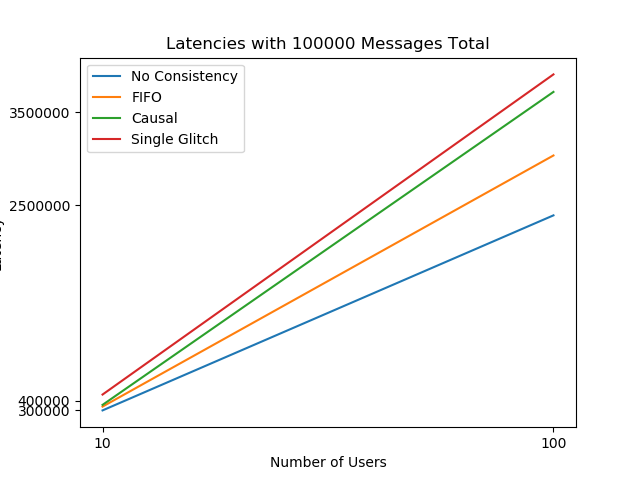 Latencies with 100000 Messages Total
No Consistency
FIFO
Causal
Single Glitch
3500000
2500000
400000
300000
10
100
Number of Users